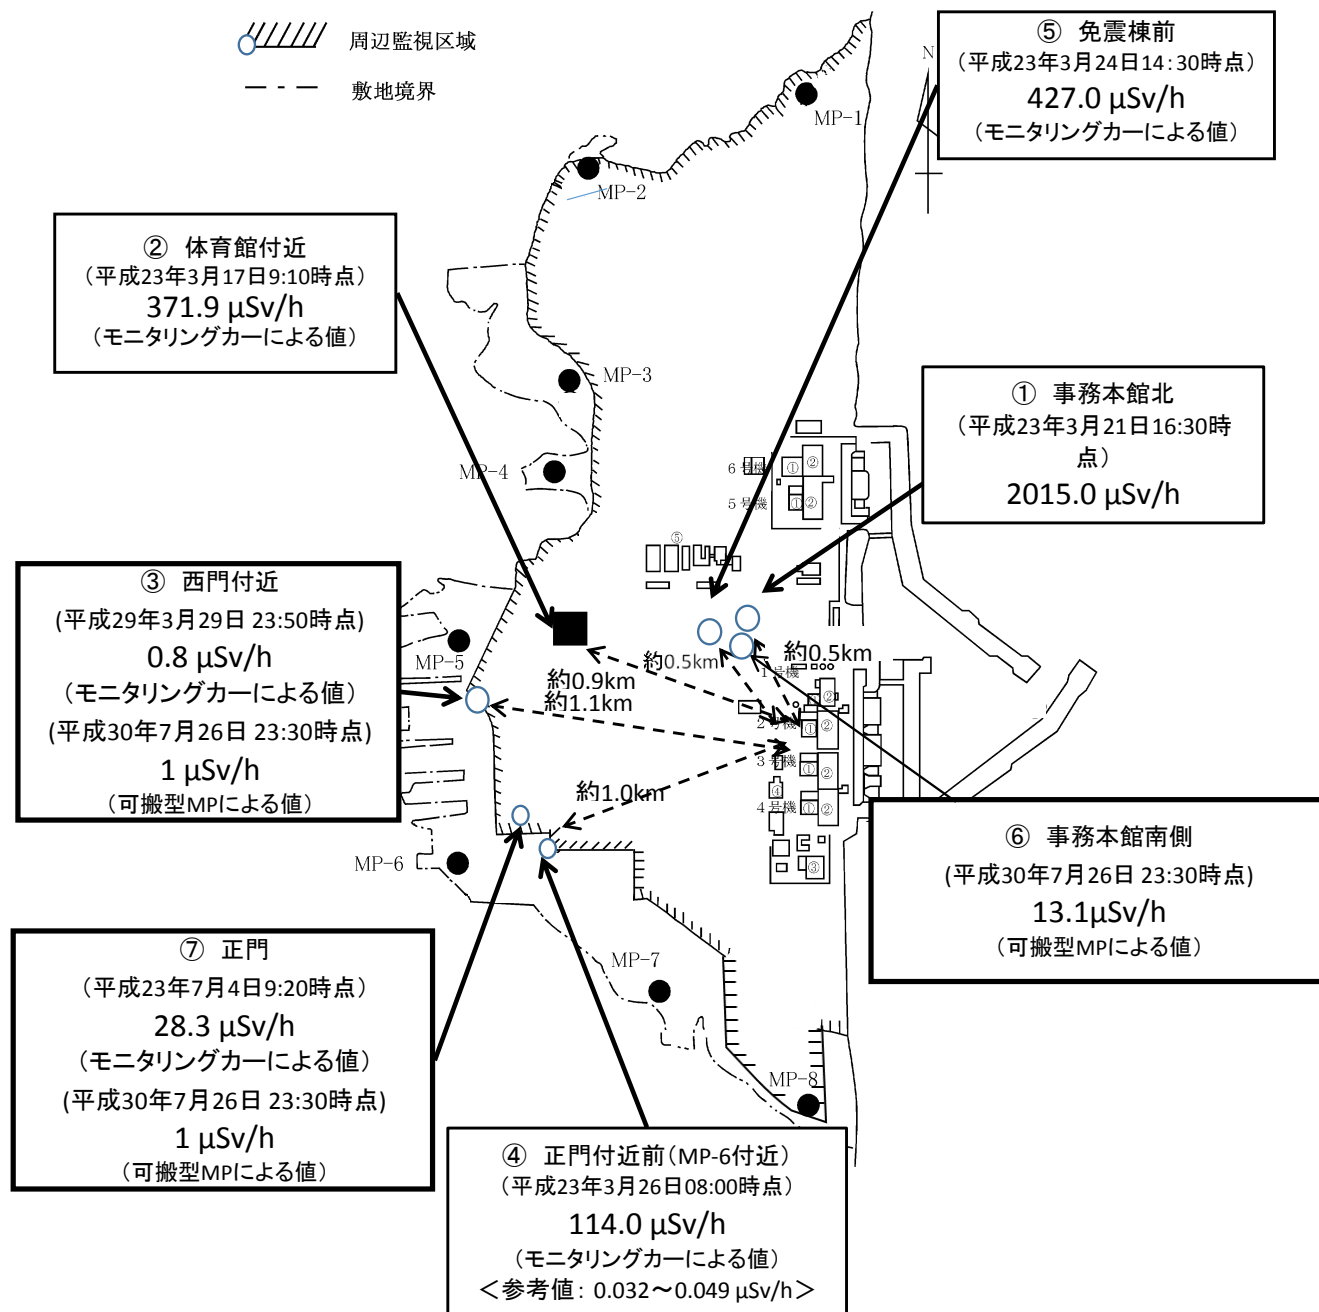 周辺監視区域
敷地境界
⑤ 免震棟前
（平成23年3月24日14:30時点）
427.0 μSv/h
（モニタリングカーによる値）
N
MP-1
MP-2
② 体育館付近
（平成23年3月17日9:10時点）
371.9 μSv/h
（モニタリングカーによる値）
MP-3
① 事務本館北
（平成23年3月21日16:30時
点）
2015.0 μSv/h
MP-4
6号機
① ②
5号機
① ②
⑤
③ 西門付近
(平成29年3月29日 23:50時点)
0.8 μSv/h
（モニタリングカーによる値）
(平成30年7月26日 23:30時点)
1 μSv/h
（可搬型MPによる値）
MP-5
約0.9km
約1.1km
約0.5km
約0.5km
1号機
②
2号機
① ②
3号機
① ②
④
4号機
① ②
③
約1.0km
MP-6
⑥ 事務本館南側
(平成30年7月26日 23:30時点)
13.1μSv/h
（可搬型MPによる値）
⑦ 正門
（平成23年7月4日9:20時点）
28.3 μSv/h
（モニタリングカーによる値）
(平成30年7月26日 23:30時点)
1 μSv/h
（可搬型MPによる値）
MP-7
MP-8
④ 正門付近前（MP-6付近）
（平成23年3月26日08:00時点）
114.0 μSv/h
（モニタリングカーによる値）
＜参考値： 0.032～0.049 μSv/h＞